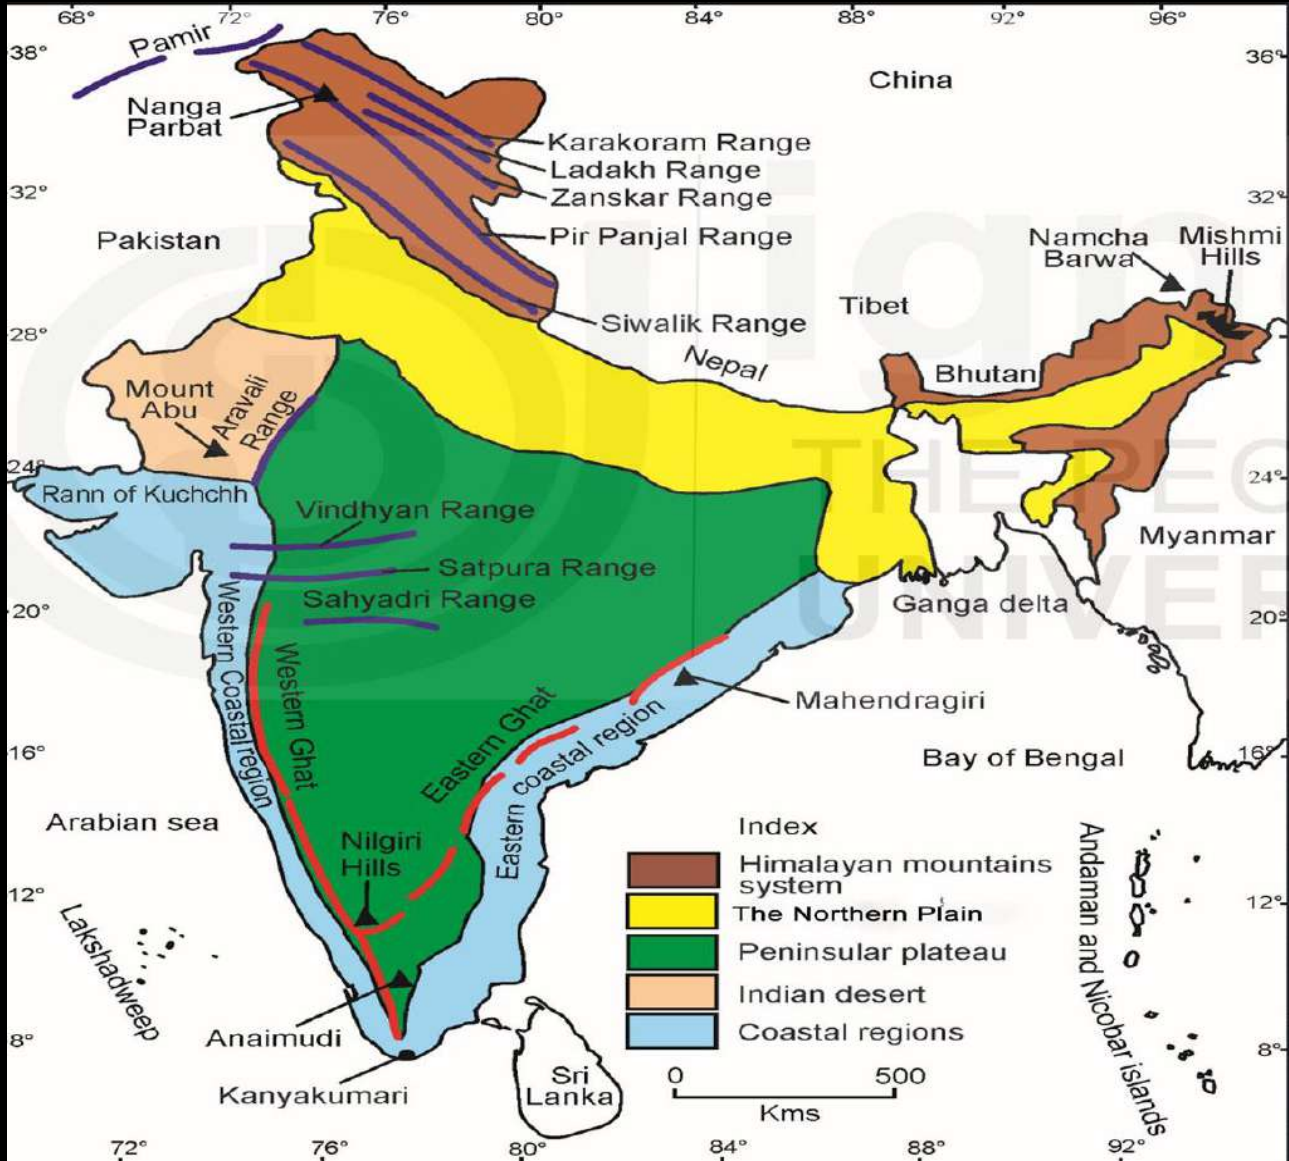 68°
72°
76°
80°
84°
88°
92°
96°
38°
Pamir
36°
China
Nanga
Parbat
Karakoram Range
Ladakh Range
Zanskar Range
32°
32°
Pir Panjal Range
Pakistan
Namcha
Barwa
Mishmi
Hills
Tibet
Siwalik Range
28°
28°
Nepal
Bhutan
Mount
Abu
Aravali
Range
24°
24°
THE PEO
Rann of Kuchchh
Vindhyan Range
Myanmar
Satpura Range
UNIVER
Sahyadri Range
Ganga delta
20°
20°
Western Coastal region
Western Ghat
Mahendragiri
Eastern Ghat
Eastern coastal region
16°
16°
Bay of Bengal
Arabian sea
Nilgiri
Hills
Index
Himalayan mountains
system
The Northern Plain
Peninsular plateau
Indian desert
Coastal regions
12°
12°
Lakshadweep
Andaman and Nicobar islands
Anaimudi
8°
8°
Kanyakumari
Sri
Lanka
0
500
Kms
72°
76°
80°
84°
88°
92°
ign